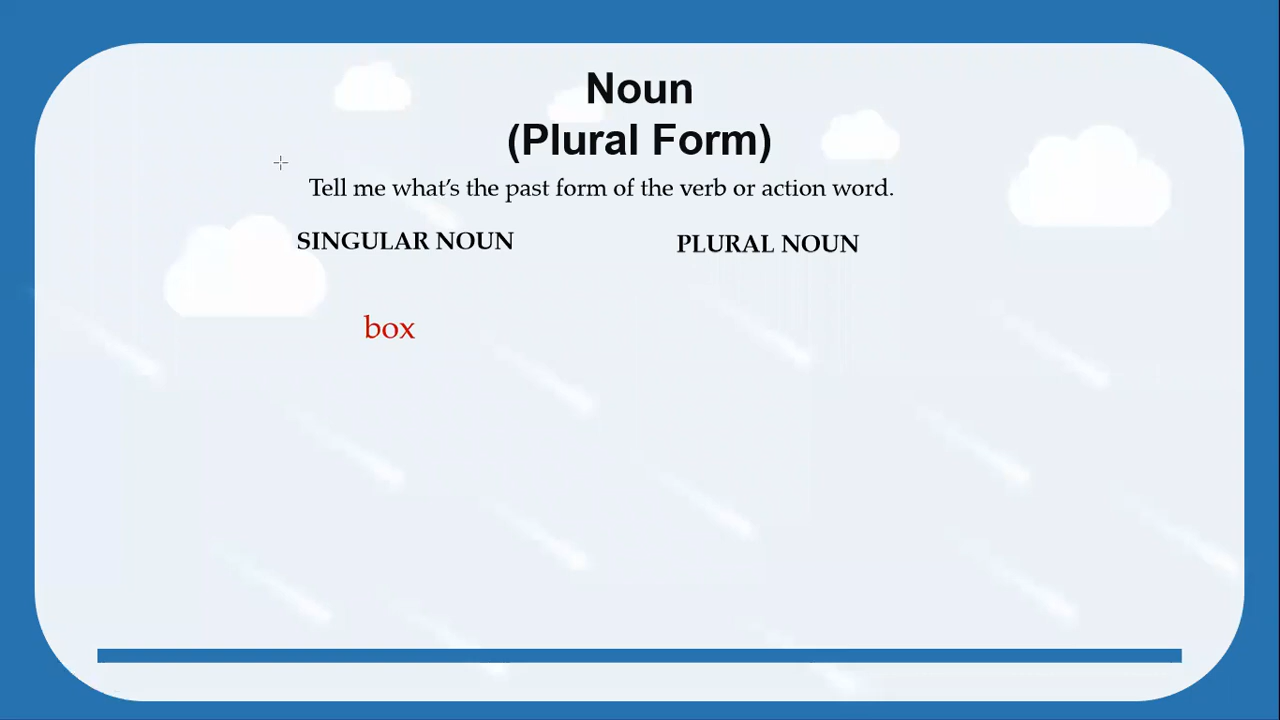 Noun
(Plural Form)
Tell me what's the past form of the verb or action word.
SINGULAR NOUN PLURAL NOUN
box